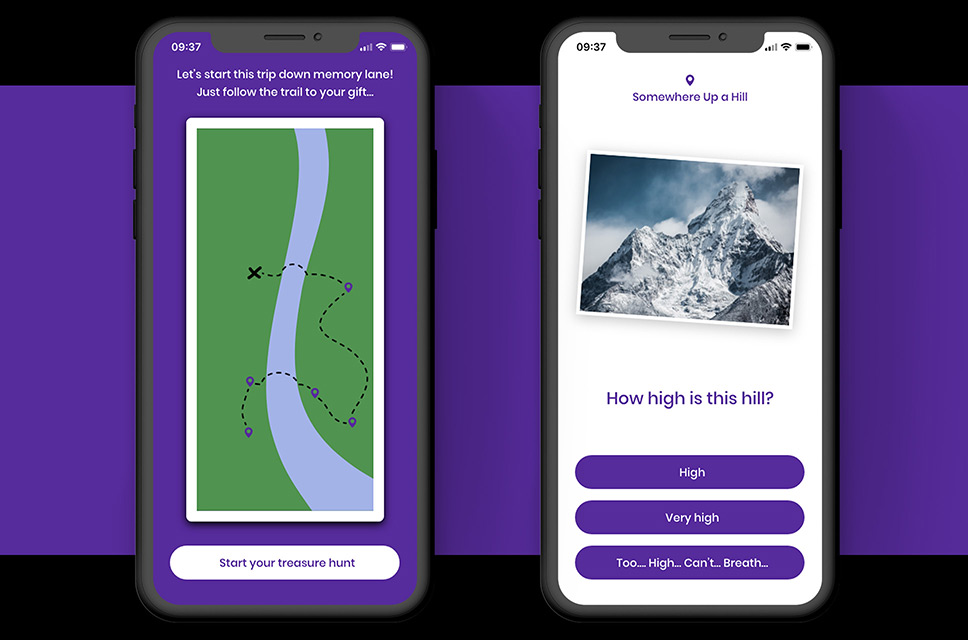 09:37
Let's start this trip down memory lane!
Just follow the trail to your gift...
Start your treasure hunt
09:37
Somewhere Up a Hill
How high is this hill?
High
Very high
Too.... High... Can't... Breath...